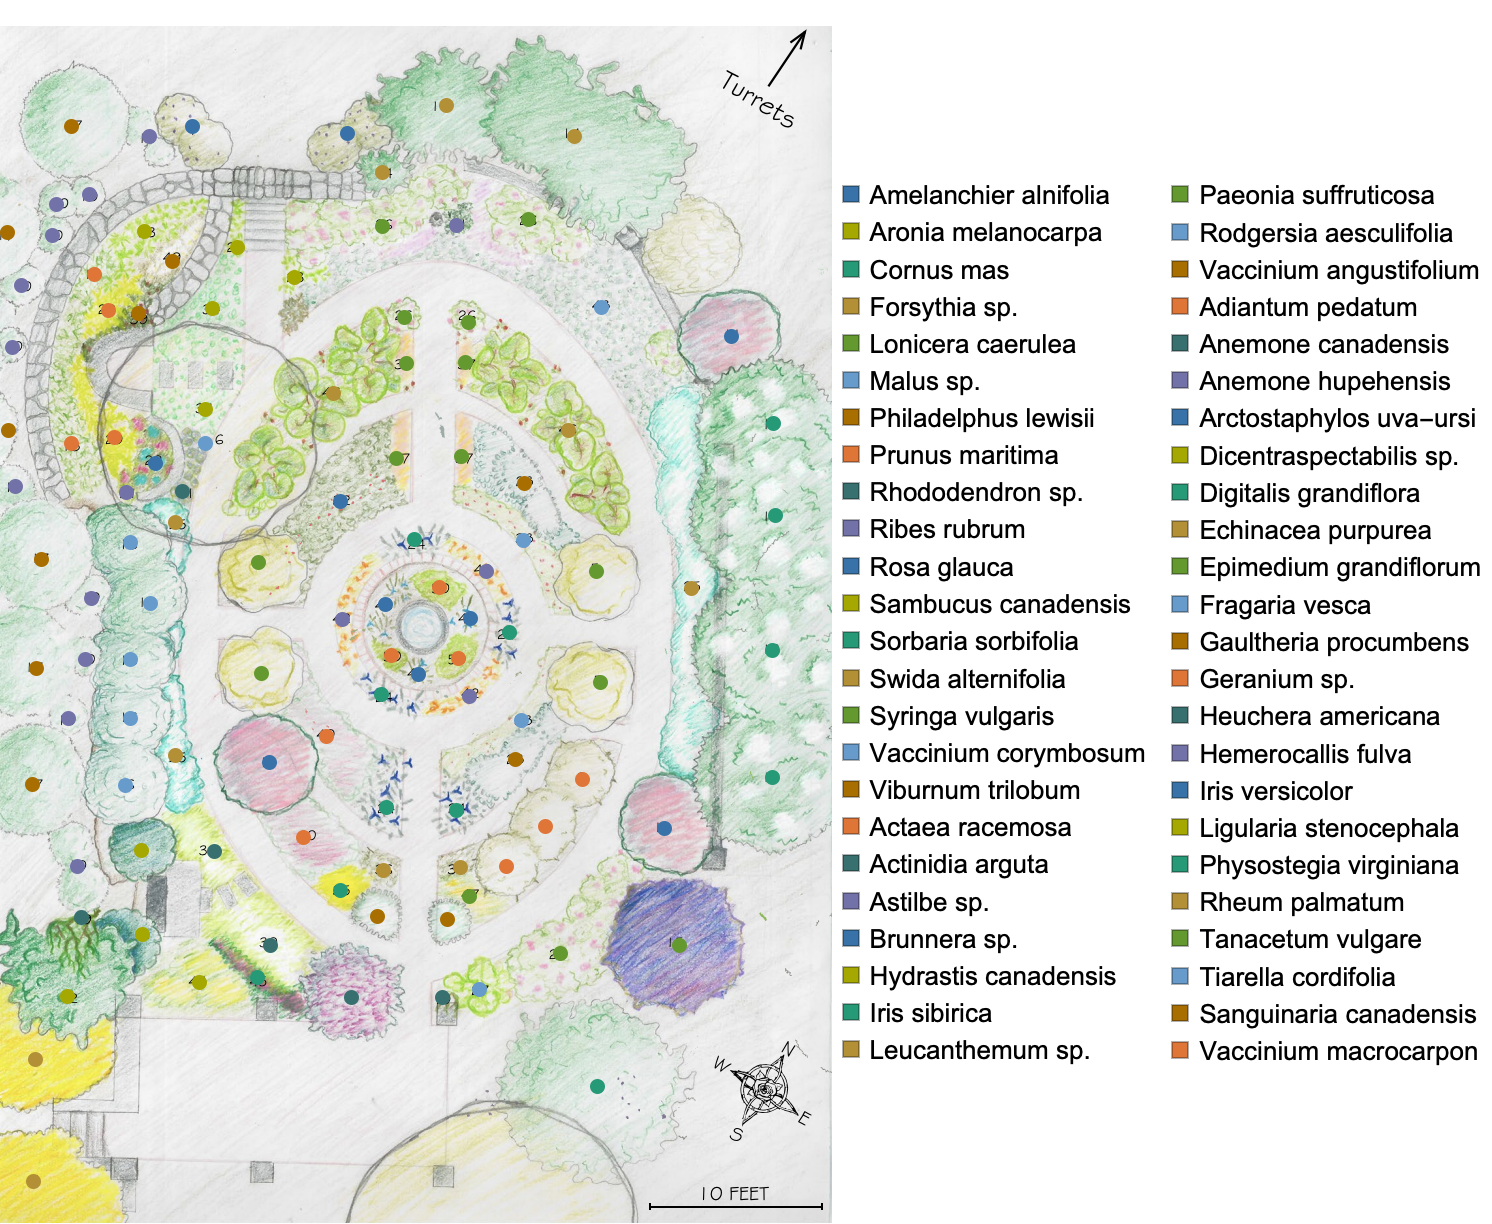 Turrets
Amelanchier alnifolia
Aronia melanocarpa
Cornus mas
Forsythia sp.
Lonicera caerulea
Malus sp.
Philadelphus lewisii
Prunus maritima
Rhododendron sp.
Ribes rubrum
Rosa glauca
Sambucus canadensis
Sorbaria sorbifolia
Swida alternifolia
Syringa vulgaris
Vaccinium corymbosum
Viburnum trilobum
Actaea racemosa
Actinidia arguta
Astilbe sp.
Brunnera sp.
Hydrastis canadensis
Iris sibirica
Leucanthemum sp.
Paeonia suffruticosa
Rodgersia aesculifolia
Vaccinium angustifolium
Adiantum pedatum
Anemone canadensis
Anemone hupehensis
Arctostaphylos uva–ursi
Dicentraspectabilis sp.
Digitalis grandiflora
Echinacea purpurea
Epimedium grandiflorum
Fragaria vesca
Gaultheria procumbens
Geranium sp.
Heuchera americana
Hemerocallis fulva
Iris versicolor
Ligularia stenocephala
Physostegia virginiana
Rheum palmatum
Tanacetum vulgare
Tiarella cordifolia
Sanguinaria canadensis
Vaccinium macrocarpon
N
W
E
S
10 FEET